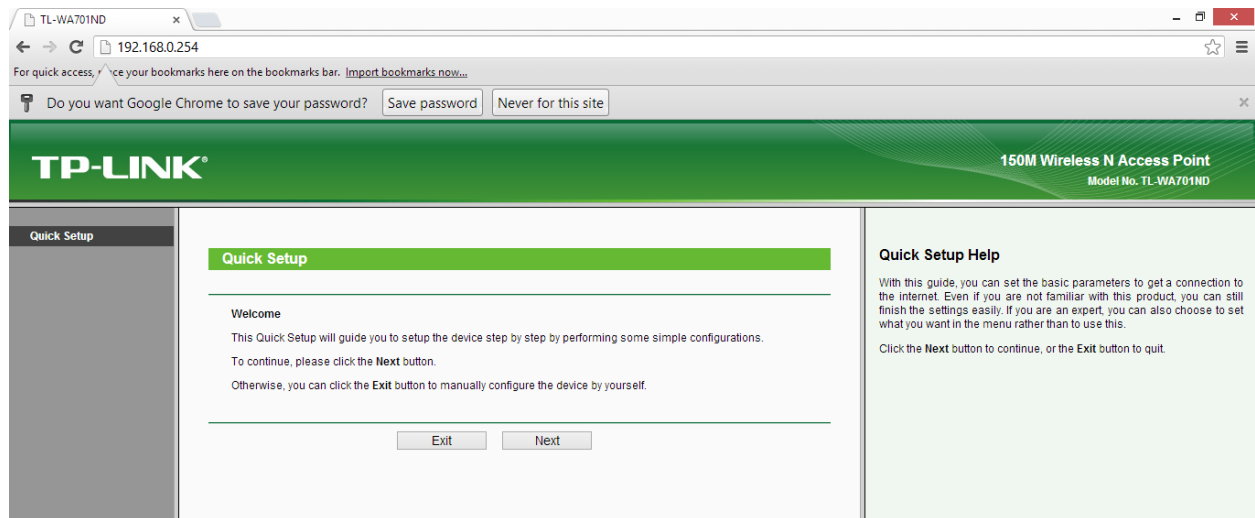 TL-WA701ND
192.168.0.254
For quick access, your bookmarks here on the bookmarks bar. Import bookmarks now...
Do you want Google Chrome to save your password? Save password Never for this site
TP-LINK®
150M Wireless N Access Point
Model No. TL-WA701ND
Quick Setup
Quick Setup
Welcome
This Quick Setup will guide you to setup the device step by step by performing some simple configurations.
To continue, please click the Next button.
Otherwise, you can click the Exit button to manually configure the device by yourself.
Exit Next
Quick Setup Help
With this guide, you can set the basic parameters to get a connection to
the internet. Even if you are not familiar with this product, you can still
finish the settings easily. If you are an expert, you can also choose to set
what you want in the menu rather than to use this.
Click the Next button to continue, or the Exit button to quit.